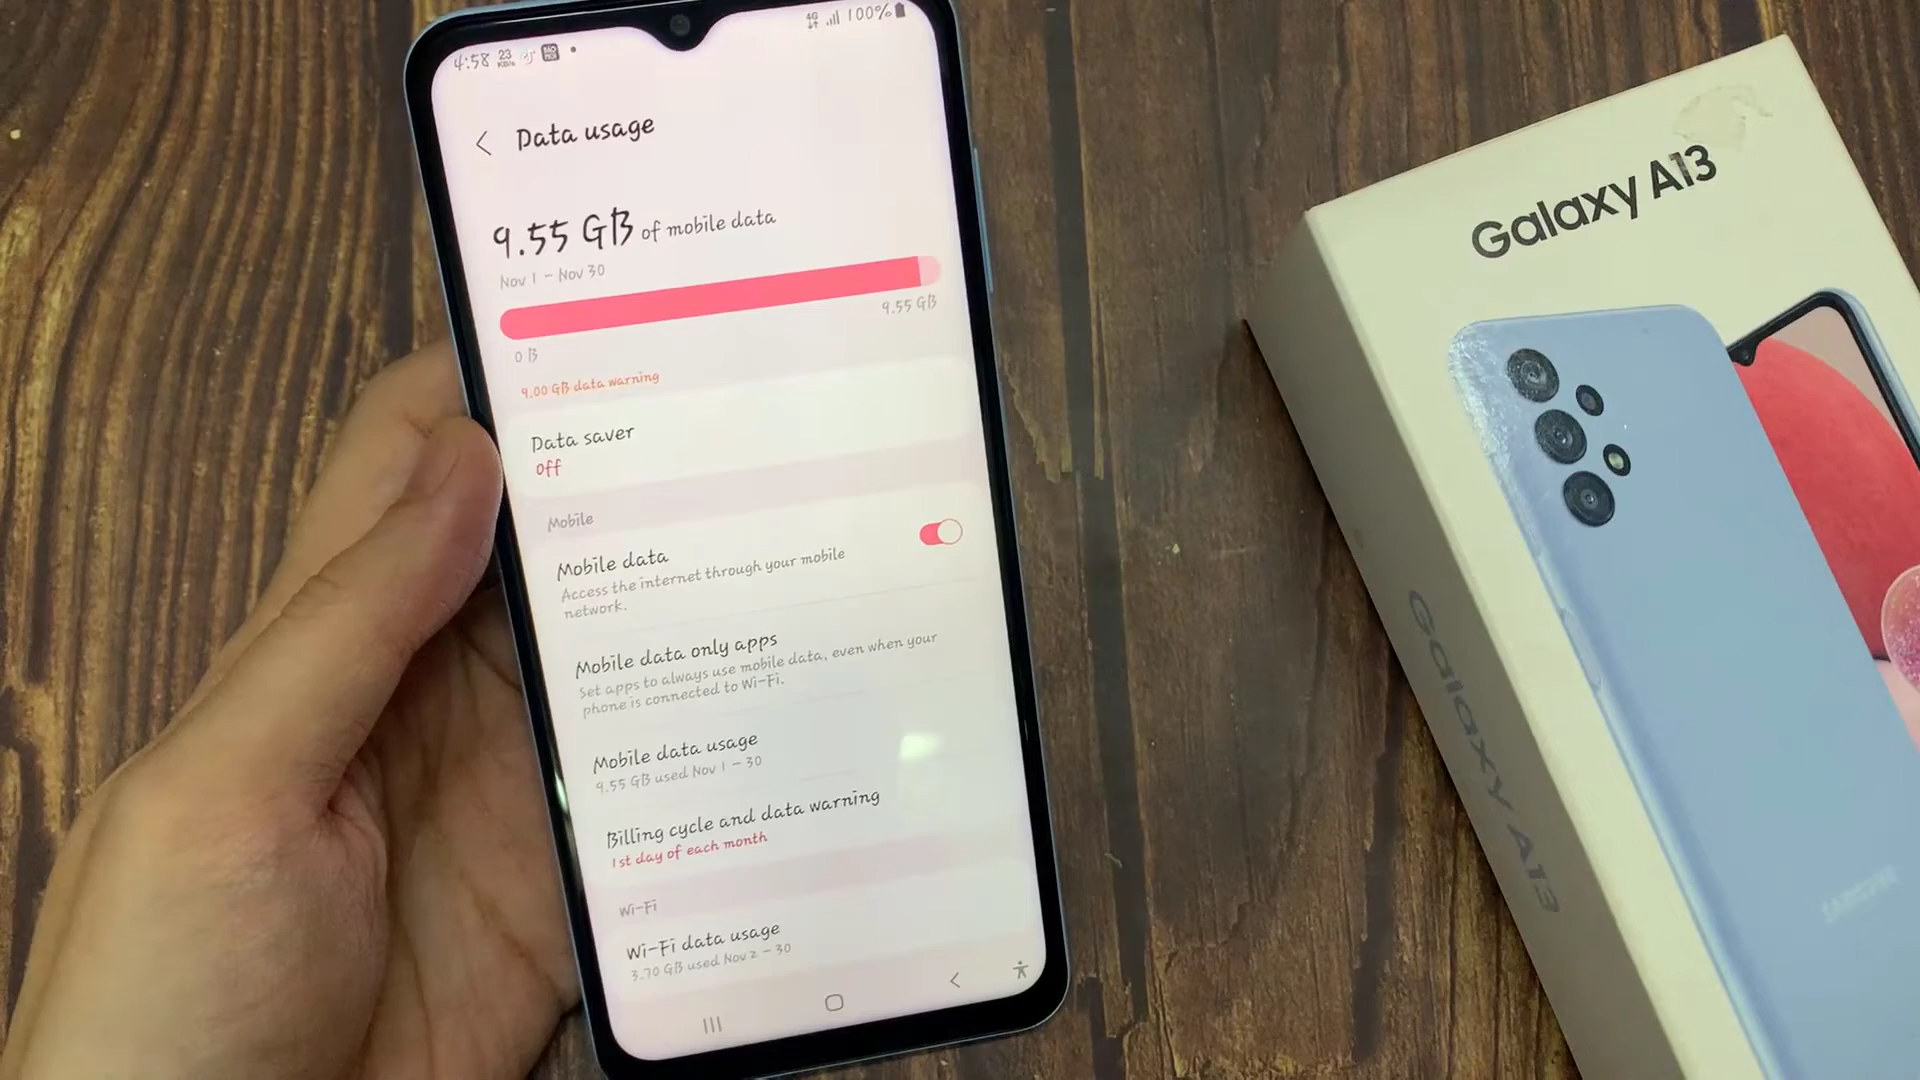 4:58 23 KB/s
4G 100%
Data usage
9.55 GB of mobile data
Nov 1 – Nov 30
9.55 GB
0 B
9.00 GB data warning
Data saver
Off
Mobile
Mobile data
Access the internet through your mobile
network.
Mobile data only apps
Set apps to always use mobile data, even when your
phone is connected to Wi-Fi.
Mobile data usage
9.55 GB used Nov 1 – 30
Billing cycle and data warning
1st day of each month
Wi-Fi
Wi-Fi data usage
3.70 GB used Nov 2 – 30
Galaxy A13
Galaxy A13
SAMSUNG